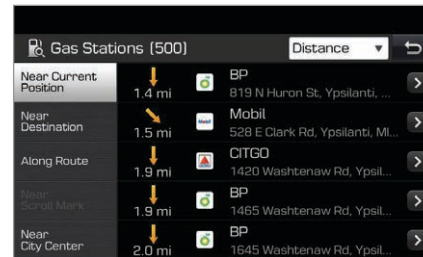 Gas Stations (500)
Distance
Near Current
Position
1.4 mi
BP
819 N Huron St, Ypsilanti, ...
Near
Destination
1.5 mi
Mobil
Mobil
528 E Clark Rd, Ypsilanti, MI...
Along Route
1.9 mi
CITGO
1420 Washtenaw Rd, Ypsil...
Near
Scroll Mark
1.9 mi
BP
1465 Washtenaw Rd, Ypsil...
Near
City Center
2.0 mi
BP
1645 Washtenaw Rd, Ypsil...